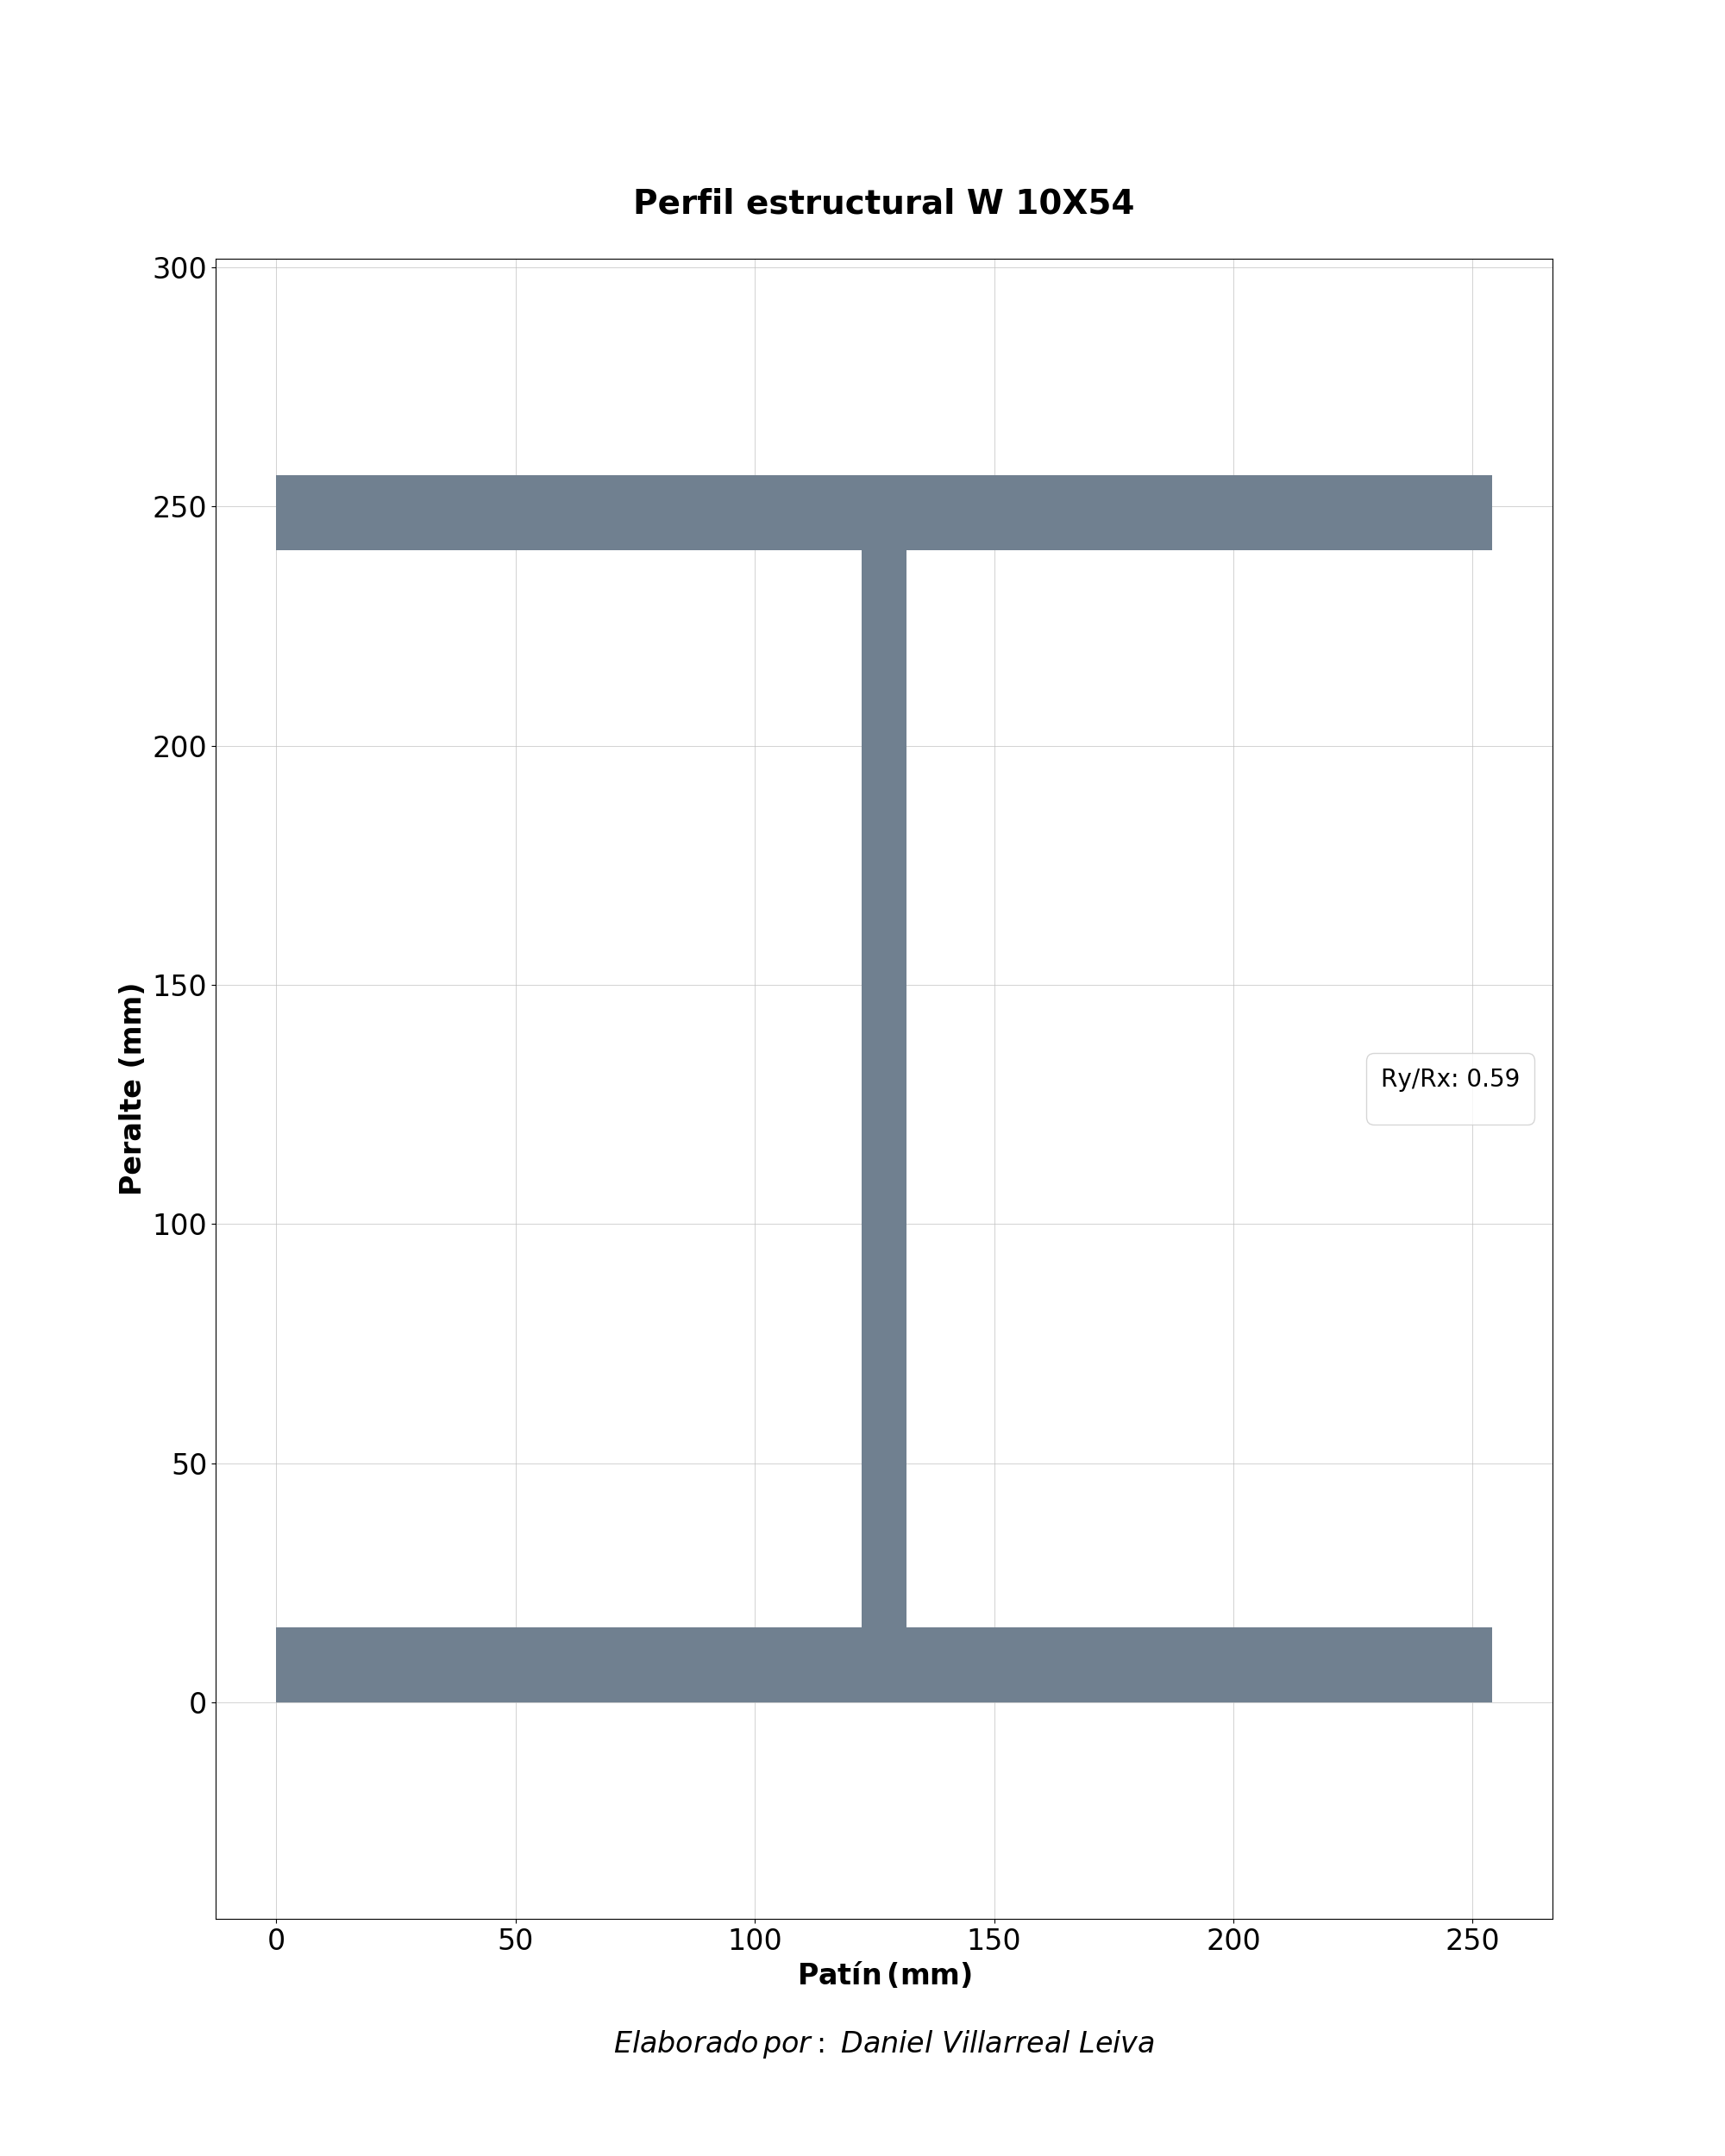 Perfil estructural W 10X54
300
250
200
150
100
50
0
Peralte (mm)
Ry/Rx: 0.59
0 50 100 150 200 250
Patín (mm)
Elaborado por: Daniel Villarreal Leiva